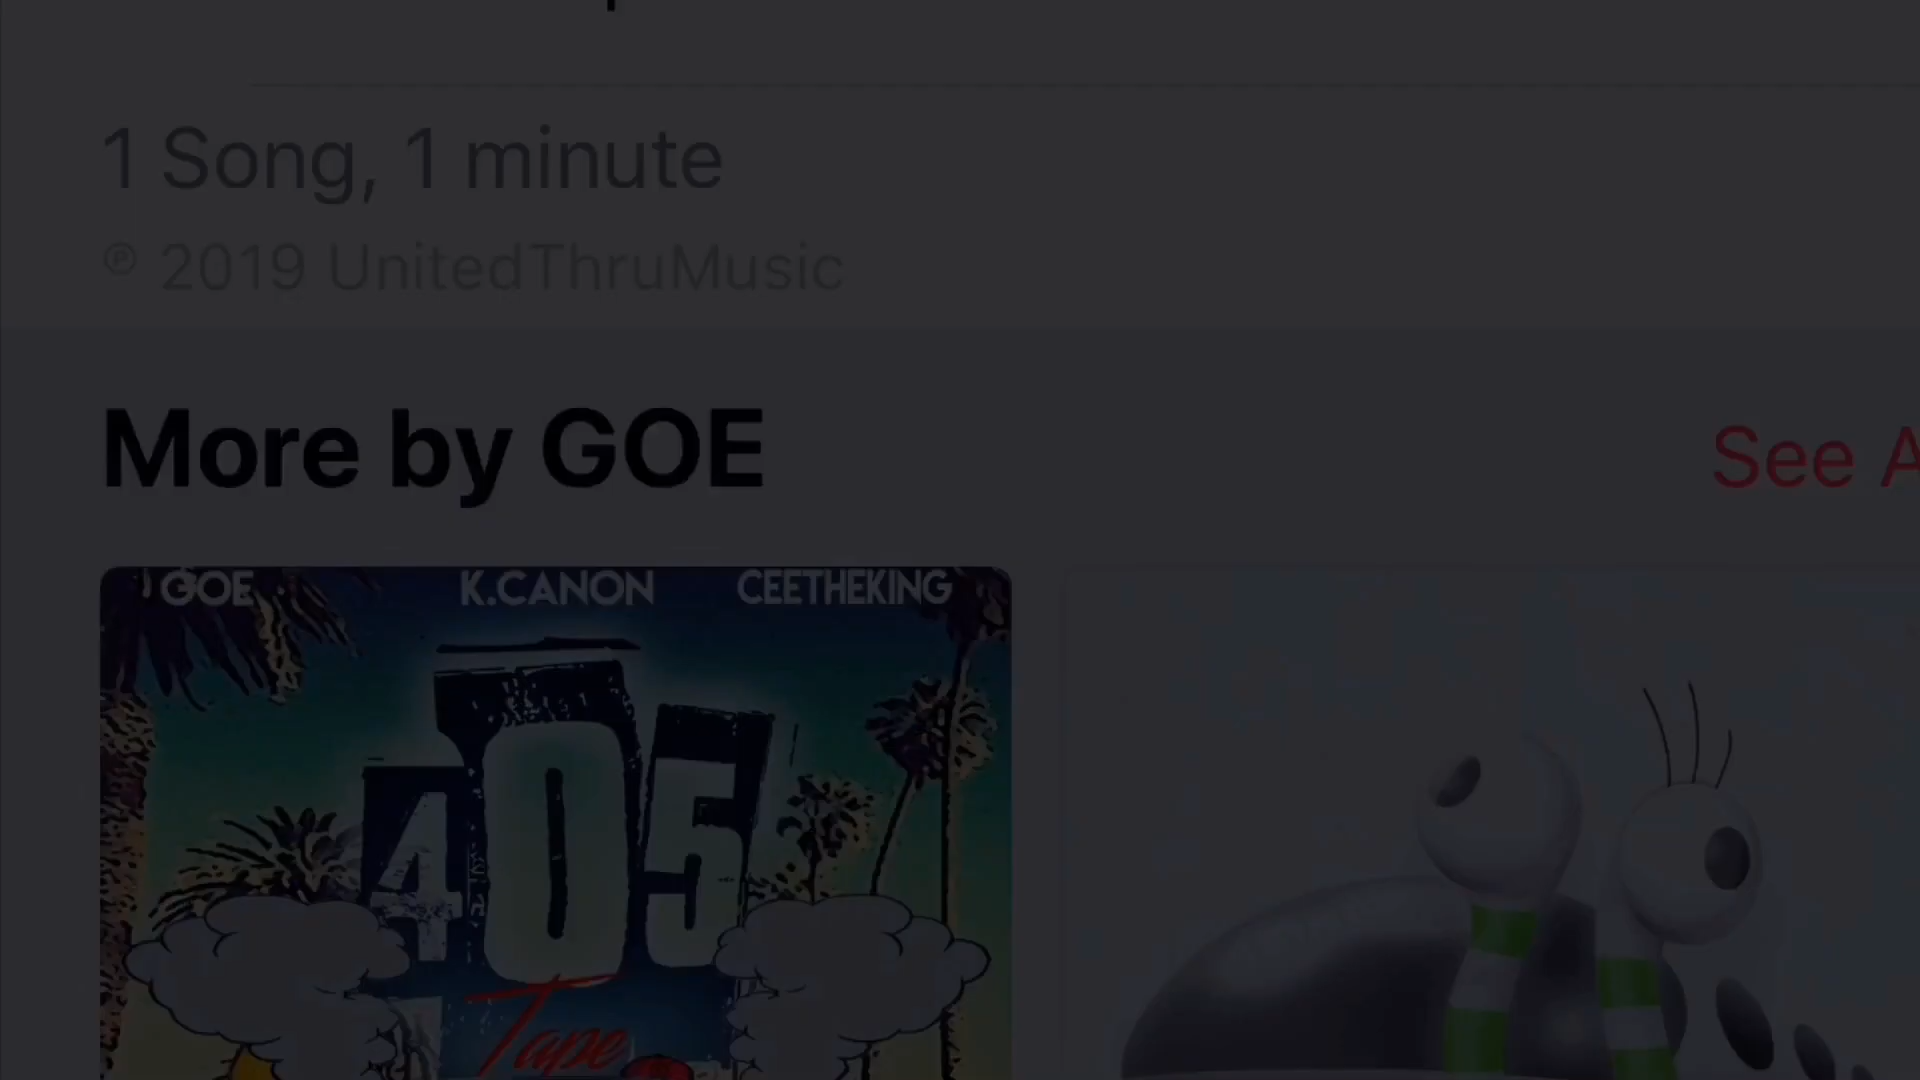 1 Song, 1 minute
℗ 2019 UnitedThruMusic
More by GOE
See A
GOE K.CANON CEETHEKING
405
Tape